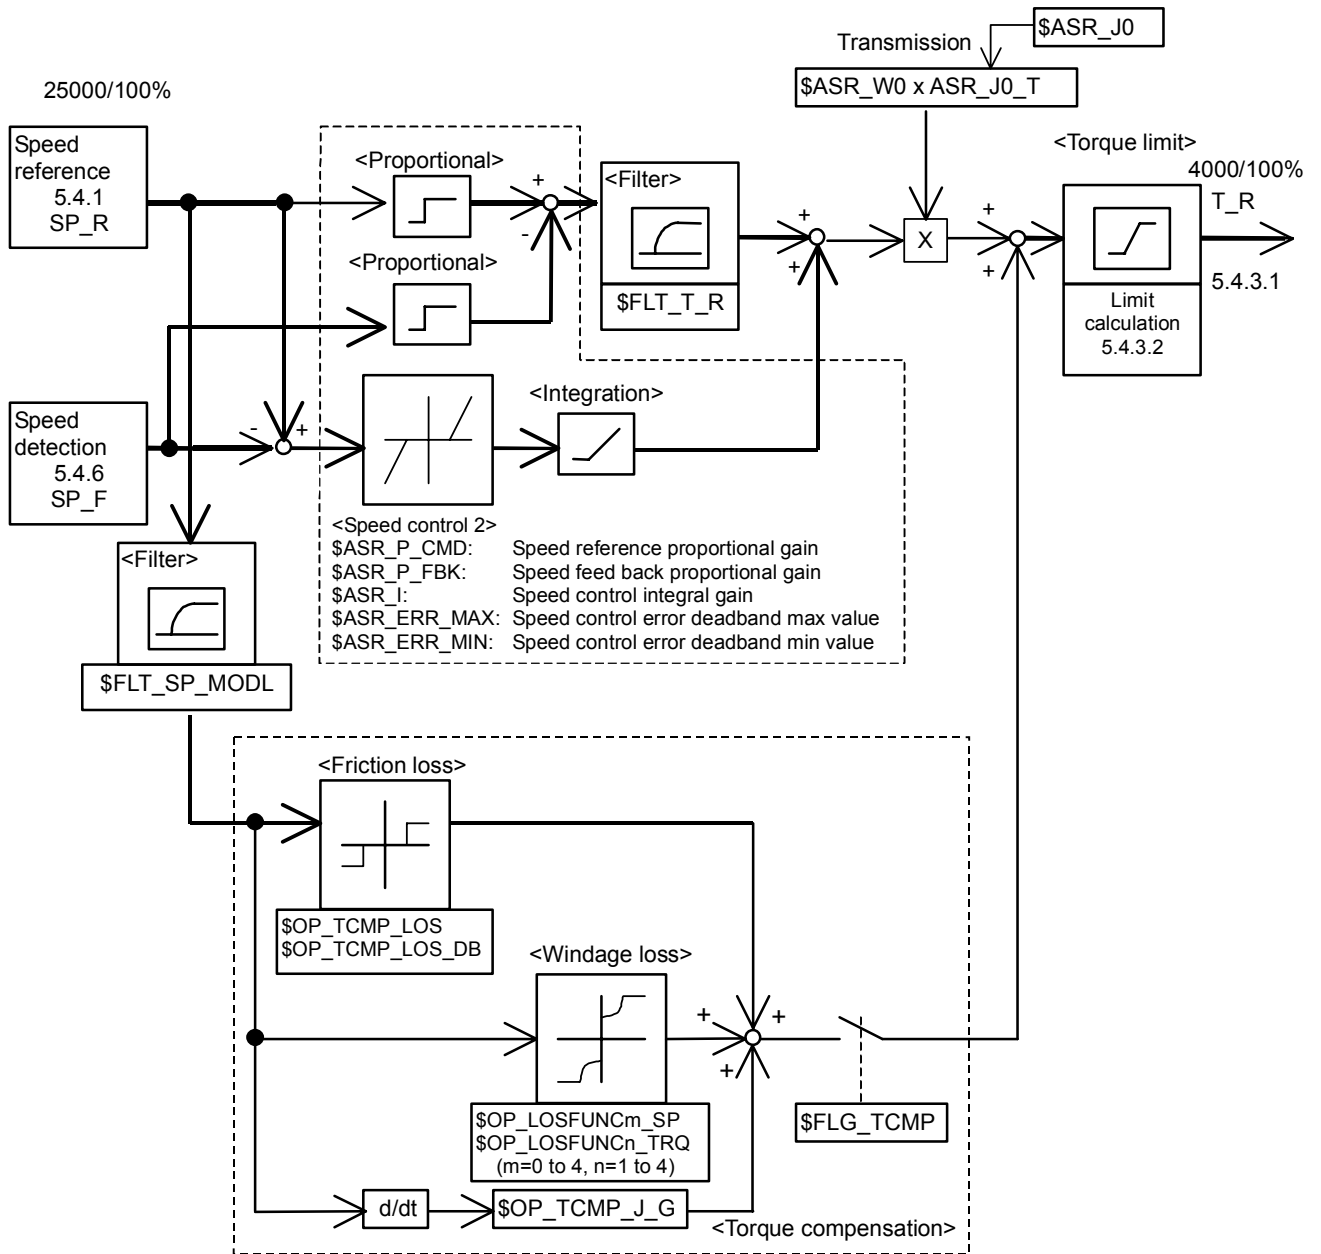 $ASR_J0
Transmission
25000/100%
$ASR_W0 x ASR_J0_T
Speed
reference
5.4.1
SP_R
<Proportional>
+
-
<Filter>
$FLT_T_R
<Proportional>
+
+
X
+
+
<Torque limit>
4000/100%
T_R
5.4.3.1
Limit
calculation
5.4.3.2
Speed
detection
5.4.6
SP_F
-
+
<Integration>
<Speed control 2>
$ASR_P_CMD: Speed reference proportional gain
$ASR_P_FBK: Speed feed back proportional gain
$ASR_I: Speed control integral gain
$ASR_ERR_MAX: Speed control error deadband max value
$ASR_ERR_MIN: Speed control error deadband min value
<Filter>
$FLT_SP_MODL
<Friction loss>
$OP_TCMP_LOS
$OP_TCMP_LOS_DB
<Windage loss>
+
+
+
$OP_LOSFUNCm_SP
$OP_LOSFUNCn_TRQ
(m=0 to 4, n=1 to 4)
$FLG_TCMP
d/dt
$OP_TCMP_J_G
<Torque compensation>